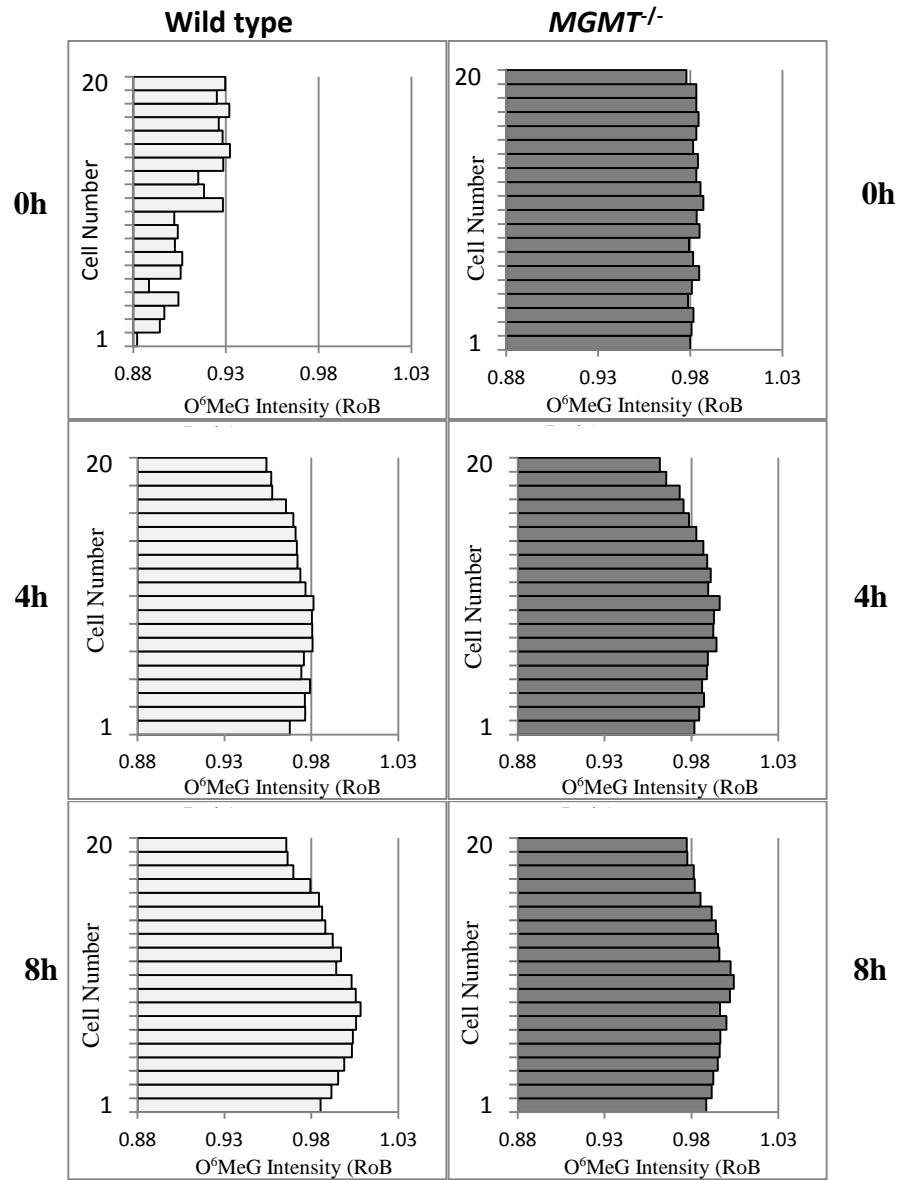 Wild type
MGMT-/-
0h
20
Cell Number
1
0.88 0.93 0.98 1.03
O⁶MeG Intensity (RoB
20
Cell Number
1
0.88 0.93 0.98 1.03
O⁶MeG Intensity (RoB
0h
4h
20
Cell Number
1
0.88 0.93 0.98 1.03
O⁶MeG Intensity (RoB
20
Cell Number
1
0.88 0.93 0.98 1.03
O⁶MeG Intensity (RoB
4h
8h
20
Cell Number
1
0.88 0.93 0.98 1.03
O⁶MeG Intensity (RoB
20
Cell Number
1
0.88 0.93 0.98 1.03
O⁶MeG Intensity (RoB
8h